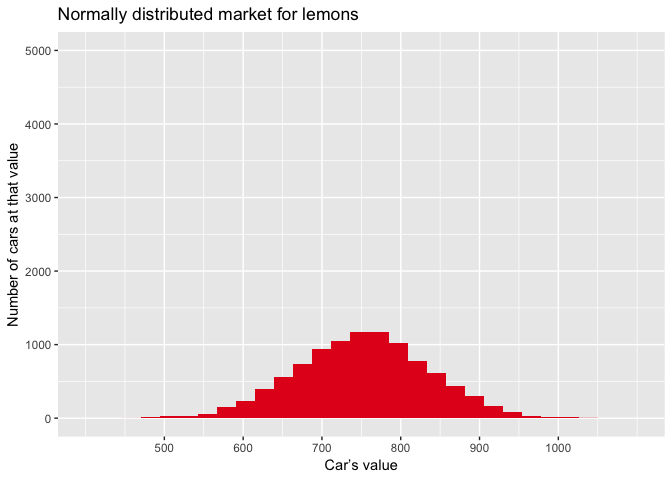 Normally distributed market for lemons
5000
4000
3000
2000
1000
0
Number of cars at that value
500 600 700 800 900 1000
Car's value